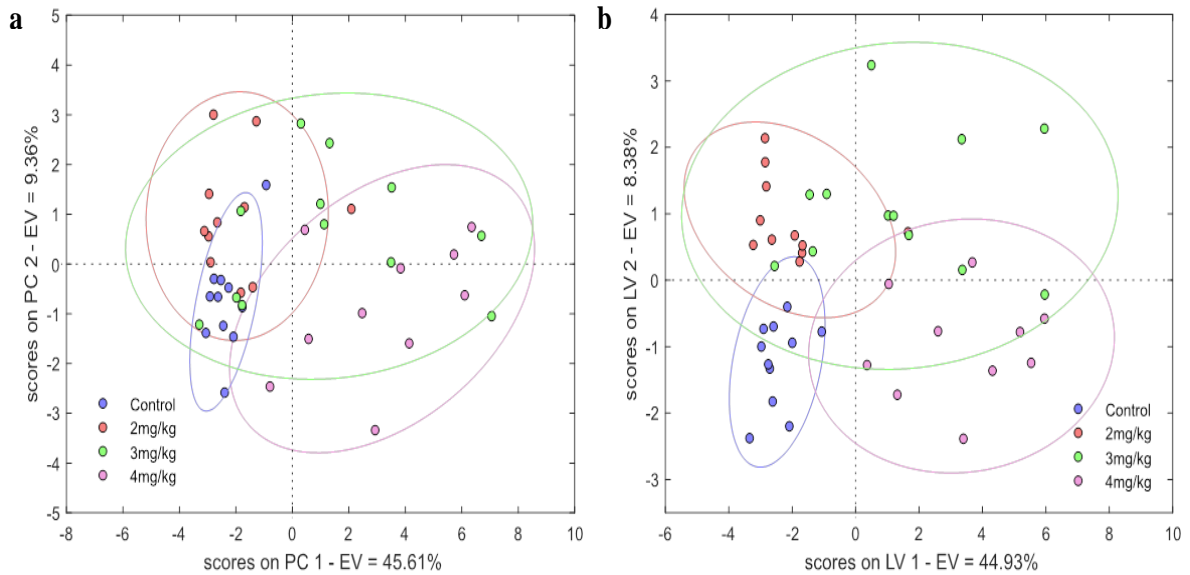 a
5
4
3
2
1
0
-1
-2
-3
-4
-5
scores on PC 2 - EV = 9.36%
Control
2mg/kg
3mg/kg
4mg/kg
-8 -6 -4 -2 0 2 4 6 8 10
scores on PC 1 - EV = 45.61%
b
4
3
2
1
0
-1
-2
-3
scores on LV 2 - EV = 8.38%
Control
2mg/kg
3mg/kg
4mg/kg
-6 -4 -2 0 2 4 6 8 10
scores on LV 1 - EV = 44.93%